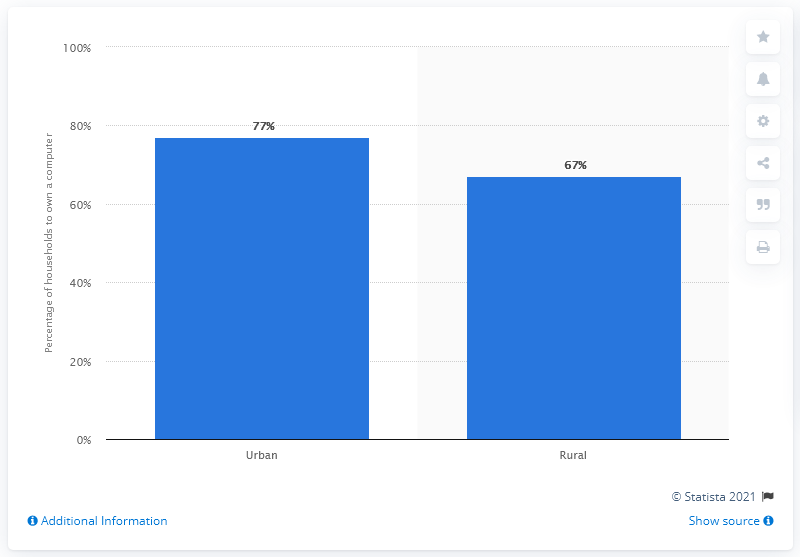 Percentage of households to own a computer
100%
80%
60%
40%
20%
0%
77%
67%
Urban
Rural
© Statista 2021
Additional Information
Show source